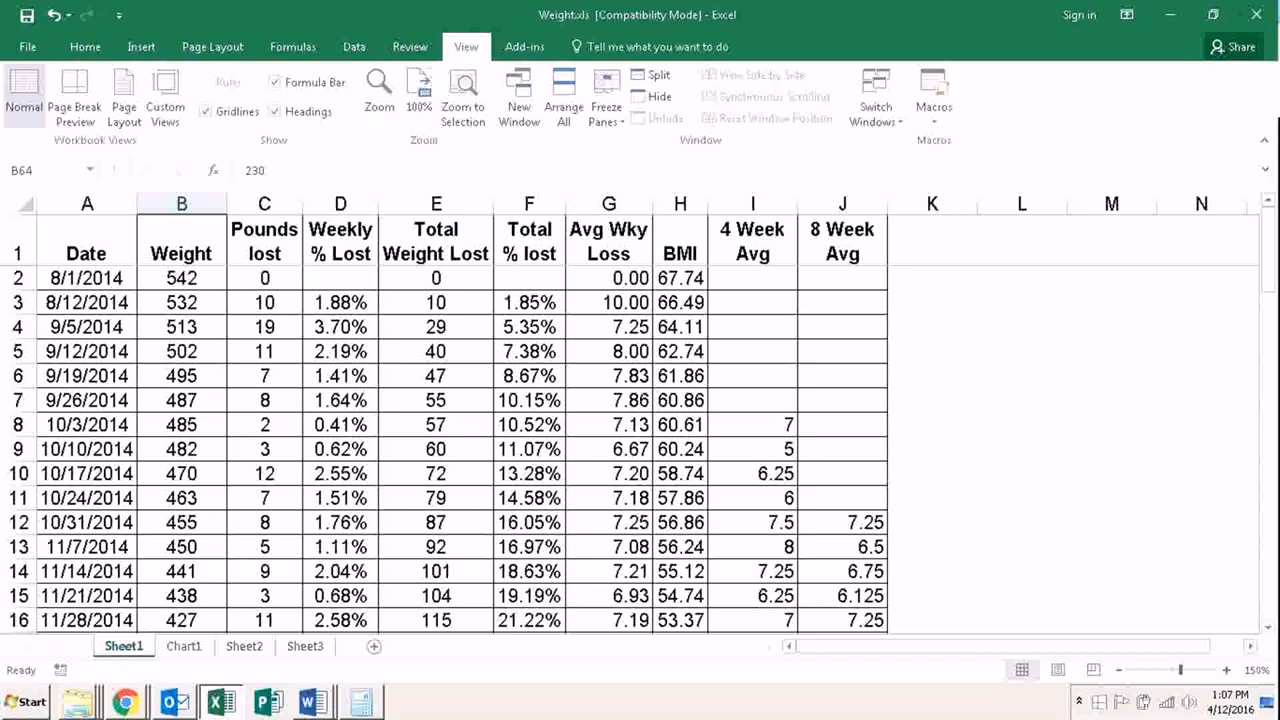 Weight.xls [Compatibility Mode] - Excel
Sign in
File Home Insert Page Layout Formulas Data Review View Add-ins Tell me what you want to do Share
Normal Page Break Preview Page Layout Custom Views
Workbook Views
Ruler Formula Bar
Gridlines Headings
Show
Zoom 100% Zoom to Selection
Zoom
New Window Arrange All Freeze Panes
Split
Hide
Unhide
View Side by Side
Synchronous Scrolling
Reset Window Position
Switch Windows
Window
Macros
Macros
B64 fx 230
A B C D E F G H I J K L M N
1 Date Weight Pounds lost Weekly % Lost Total Weight Lost Total % lost Avg Wky Loss BMI 4 Week Avg 8 Week Avg
2 8/1/2014 542 0 0 0.00 67.74
3 8/12/2014 532 10 1.88% 10 1.85% 10.00 66.49
4 9/5/2014 513 19 3.70% 29 5.35% 7.25 64.11
5 9/12/2014 502 11 2.19% 40 7.38% 8.00 62.74
6 9/19/2014 495 7 1.41% 47 8.67% 7.83 61.86
7 9/26/2014 487 8 1.64% 55 10.15% 7.86 60.86
8 10/3/2014 485 2 0.41% 57 10.52% 7.13 60.61 7
9 10/10/2014 482 3 0.62% 60 11.07% 6.67 60.24 5
10 10/17/2014 470 12 2.55% 72 13.28% 7.20 58.74 6.25
11 10/24/2014 463 7 1.51% 79 14.58% 7.18 57.86 6
12 10/31/2014 455 8 1.76% 87 16.05% 7.25 56.86 7.5 7.25
13 11/7/2014 450 5 1.11% 92 16.97% 7.08 56.24 8 6.5
14 11/14/2014 441 9 2.04% 101 18.63% 7.21 55.12 7.25 6.75
15 11/21/2014 438 3 0.68% 104 19.19% 6.93 54.74 6.25 6.125
16 11/28/2014 427 11 2.58% 115 21.22% 7.19 53.37 7 7.25
Sheet1 Chart1 Sheet2 Sheet3
Ready 150%
Start
1:07 PM
4/12/2016